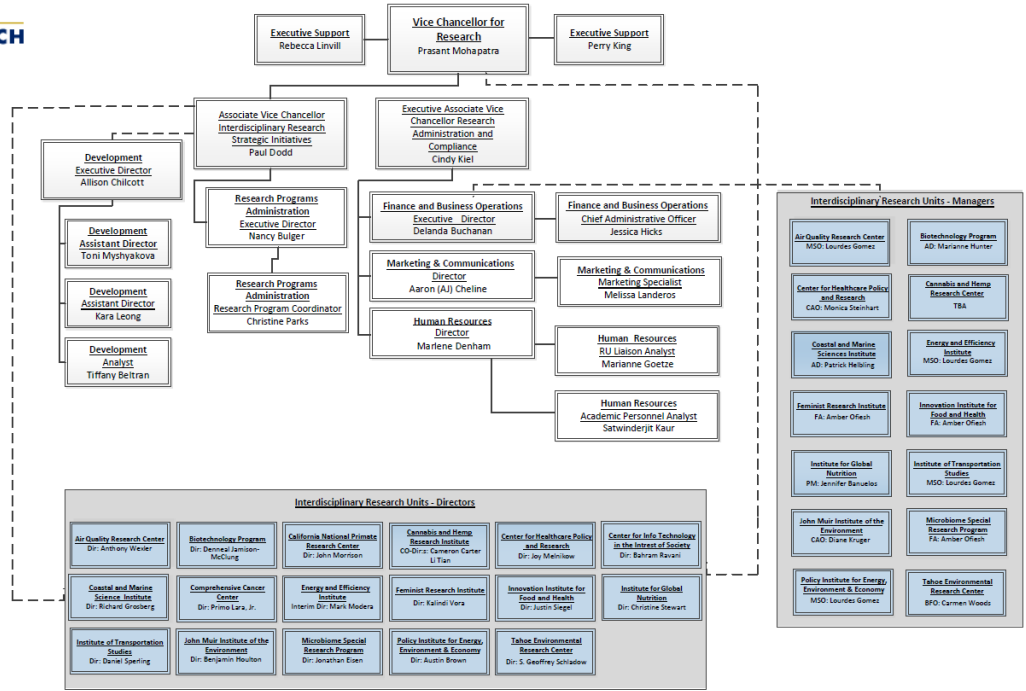 CH
Vice Chancellor for
Research
Prasant Mohapatra
Executive Support
Rebecca Linvill
Executive Support
Perry King
Associate Vice Chancellor
Interdisciplinary Research
Strategic Initiatives
Paul Dodd
Executive Associate Vice
Chancellor Research
Administration and
Compliance
Cindy Kiel
Development
Executive Director
Allison Chilcott
Development
Assistant Director
Toni Myshyakova
Development
Assistant Director
Kara Leong
Development
Analyst
Tiffany Beltran
Research Programs
Administration
Executive Director
Nancy Bulger
Research Programs
Administration
Research Program Coordinator
Christine Parks
Finance and Business Operations
Executive Director
Delanda Buchanan
Finance and Business Operations
Chief Administrative Officer
Jessica Hicks
Marketing & Communications
Director
Aaron (AJ) Cheline
Marketing & Communications
Marketing Specialist
Melissa Landeros
Human Resources
Director
Marlene Denham
Human Resources
RU Liaison Analyst
Marianne Goetze
Human Resources
Academic Personnel Analyst
Satwinderjit Kaur
Interdisciplinary Research Units - Managers
Air Quality Research Center
MSO: Lourdes Gomez
Biotechnology Program
AD: Marianne Hunter
Center for Healthcare Policy
and Research
CAO: Monica Steinhart
Cannabis and Hemp
Research Center
TBA
Coastal and Marine
Sciences Institute
AD: Patrick Helbling
Energy and Efficiency
Institute
MSO: Lourdes Gomez
Feminist Research Institute
FA: Amber Ofiesh
Innovation Institute for
Food and Health
FA: Amber Ofiesh
Institute for Global
Nutrition
PM: Jennifer Banuelos
Institute of Transportation
Studies
MSO: Lourdes Gomez
John Muir Institute of the
Environment
CAO: Diane Kruger
Microbiome Special
Research Program
FA: Amber Ofiesh
Policy Institute for Energy,
Environment & Economy
MSO: Lourdes Gomez
Tahoe Environmental
Research Center
BFO: Carmen Woods
Interdisciplinary Research Units - Directors
Air Quality Research Center
Dir: Anthony Wexler
Biotechnology Program
Dir: Denneal Jamison-
McClung
California National Primate
Research Center
Dir: John Morrison
Cannabis and Hemp
Research Institute
CO-Dir:s: Cameron Carter
Li Tian
Center for Healthcare Policy
and Research
Dir: Joy Melnikow
Center for Info Technology
in the Intrest of Society
Dir: Bahram Ravani
Coastal and Marine
Science Institute
Dir: Richard Grosberg
Comprehensive Cancer
Center
Dir: Primo Lara, Jr.
Energy and Efficiency
Institute
Interim Dir: Mark Modera
Feminist Research Institute
Dir: Kalindi Vora
Innovation Institute for
Food and Health
Dir: Justin Siegel
Institute for Global
Nutrition
Dir: Christine Stewart
Institute of Transportation
Studies
Dir: Daniel Sperling
John Muir Institute of the
Environment
Dir: Benjamin Houlton
Microbiome Special
Research Program
Dir: Jonathan Eisen
Policy Institute for Energy,
Environment & Economy
Dir: Austin Brown
Tahoe Environmental
Research Center
Dir: S. Geoffrey Schladow